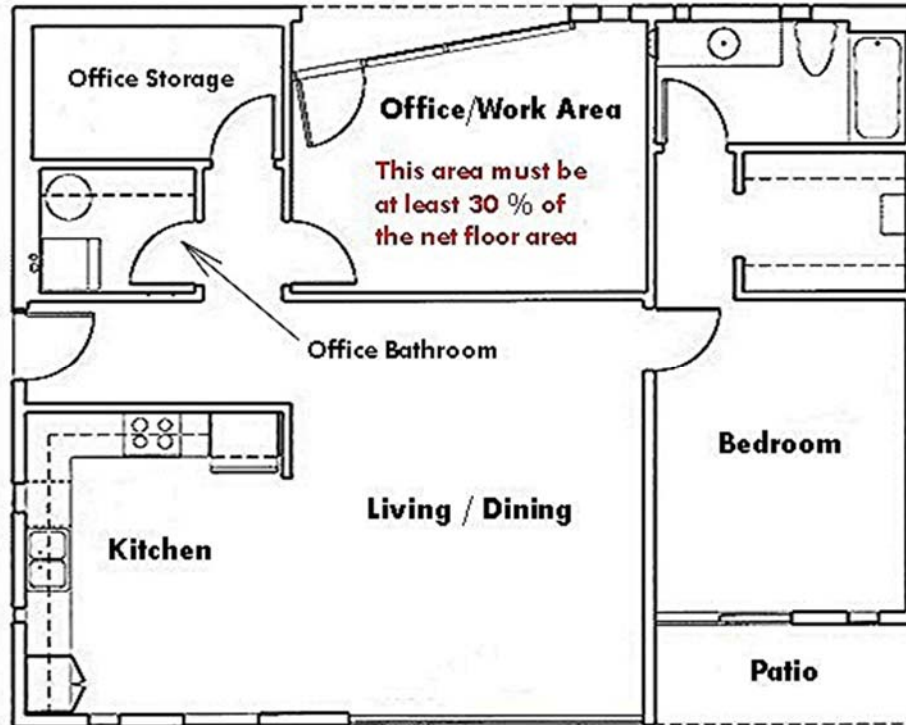 Office Storage
Office/Work Area
This area must be
at least 30 % of
the net floor area
Office Bathroom
Bedroom
Living / Dining
Kitchen
Patio